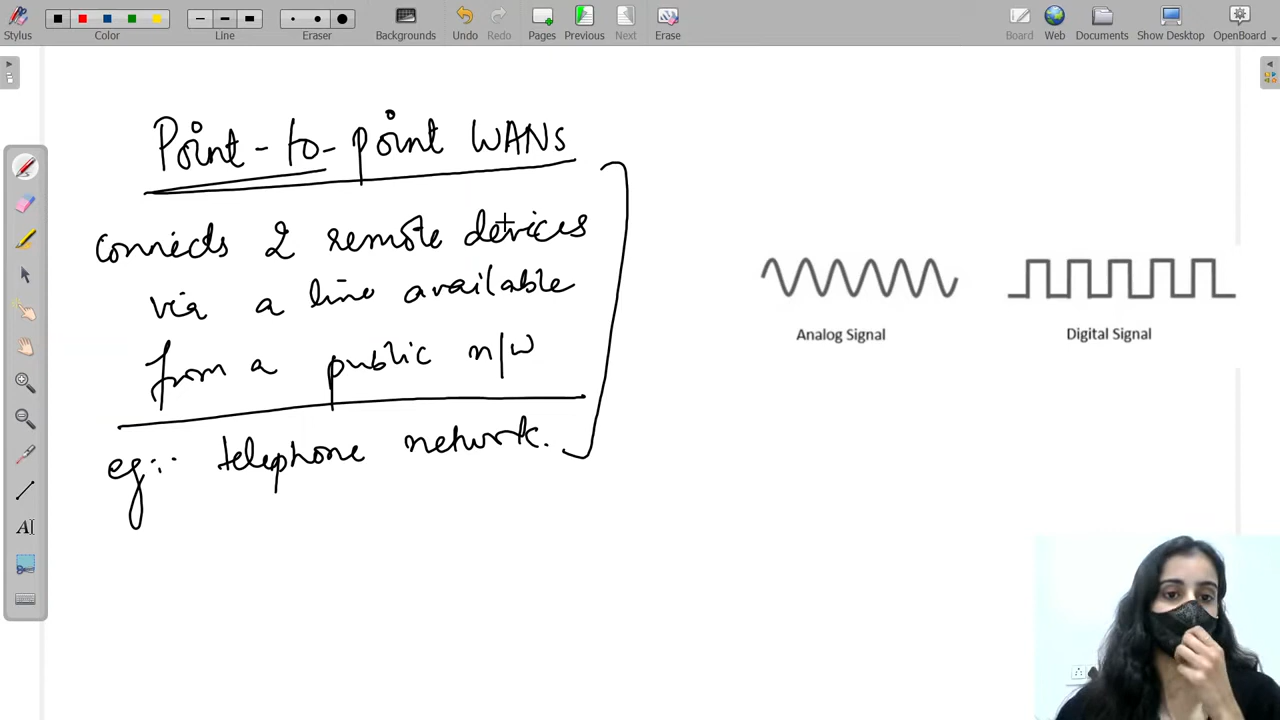 Stylus
Color
Line
Eraser
Backgrounds
Undo
Redo
Pages
Previous
Next
Erase
Board
Web
Documents
Show Desktop
OpenBoard
Point-to-point WANs
connects 2 remote devices
via a line available
from a public n/w
eg:- telephone network.
Analog Signal
Digital Signal
AI